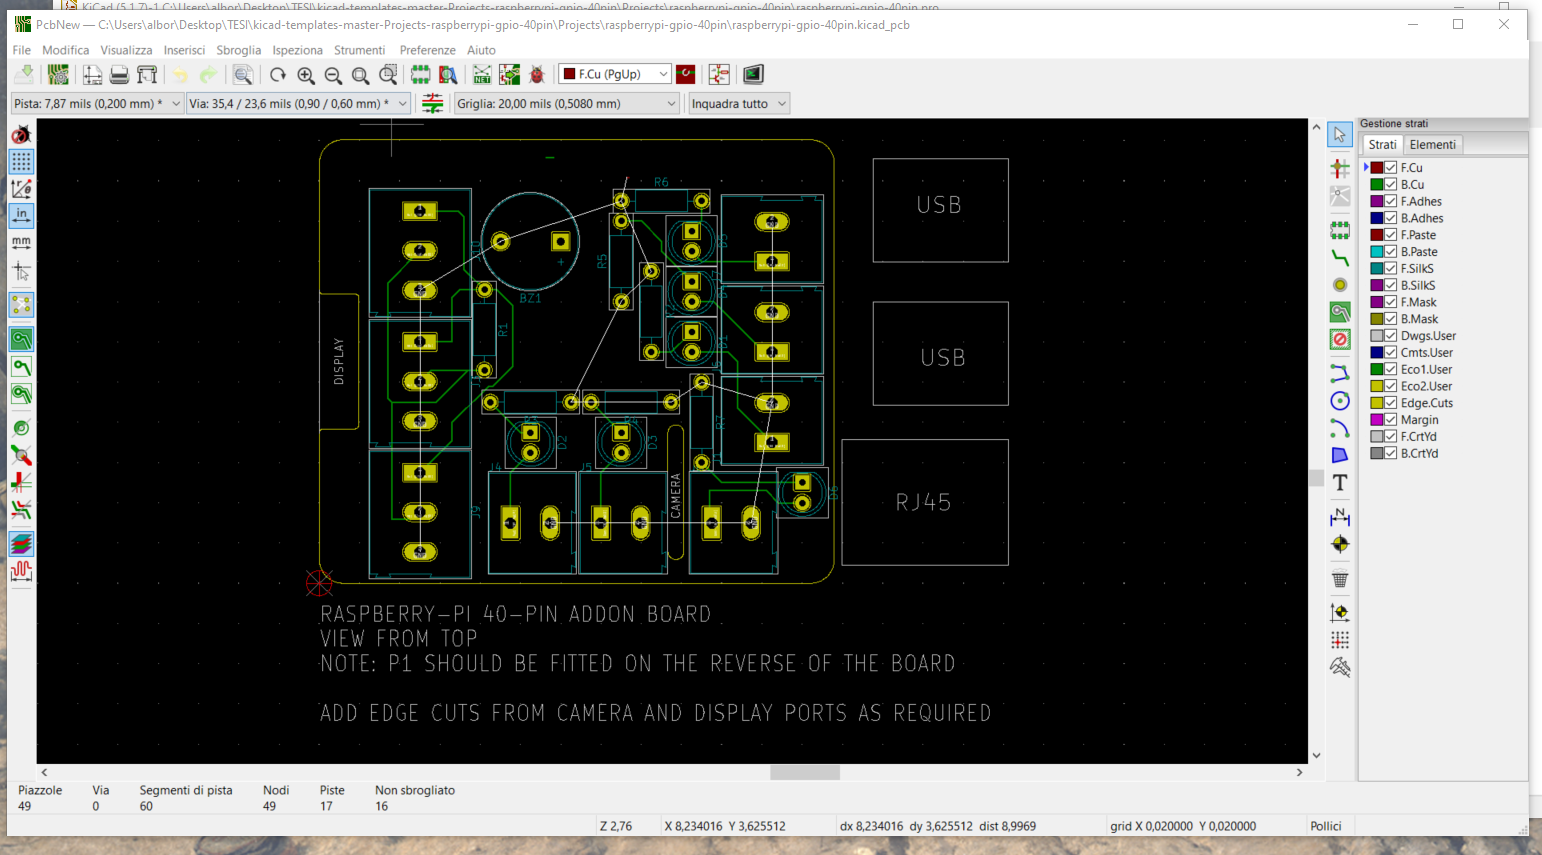 KiCad (5.1.7)-1 C:\Users\albor\Desktop\TESI\kicad-templates-master-Projects-raspberrypi-gpio-40pin\Projects\raspberrypi-gpio-40pin\raspberrypi-gpio-40pin.pro
PcbNew — C:\Users\albor\Desktop\TESI\kicad-templates-master-Projects-raspberrypi-gpio-40pin\Projects\raspberrypi-gpio-40pin\raspberrypi-gpio-40pin.kicad_pcb
File Modifica Visualizza Inserisci Sbroglia Ispeziona Strumenti Preferenze Aiuto
NET F.Cu (PgUp)
Pista: 7,87 mils (0,200 mm) * Via: 35,4 / 23,6 mils (0,90 / 0,60 mm) * Griglia: 20,00 mils (0,5080 mm) Inquadra tutto
in
mm
Gestione strati
Strati Elementi
F.Cu
B.Cu
F.Adhes
B.Adhes
F.Paste
B.Paste
F.SilkS
B.SilkS
F.Mask
B.Mask
Dwgs.User
Cmts.User
Eco1.User
Eco2.User
Edge.Cuts
Margin
F.CrtYd
B.CrtYd
R6
R5
BZ1
R1
DISPLAY
D2
D3
R7
J4
J5
J9
CAMERA
D6
USB
USB
RJ45
RASPBERRY-PI 40-PIN ADDON BOARD
VIEW FROM TOP
NOTE: P1 SHOULD BE FITTED ON THE REVERSE OF THE BOARD
ADD EDGE CUTS FROM CAMERA AND DISPLAY PORTS AS REQUIRED
Piazzole Via Segmenti di pista Nodi Piste Non sbrogliato
49 0 60 49 17 16
Z 2,76 X 8,234016 Y 3,625512 dx 8,234016 dy 3,625512 dist 8,9969 grid X 0,020000 Y 0,020000 Pollici